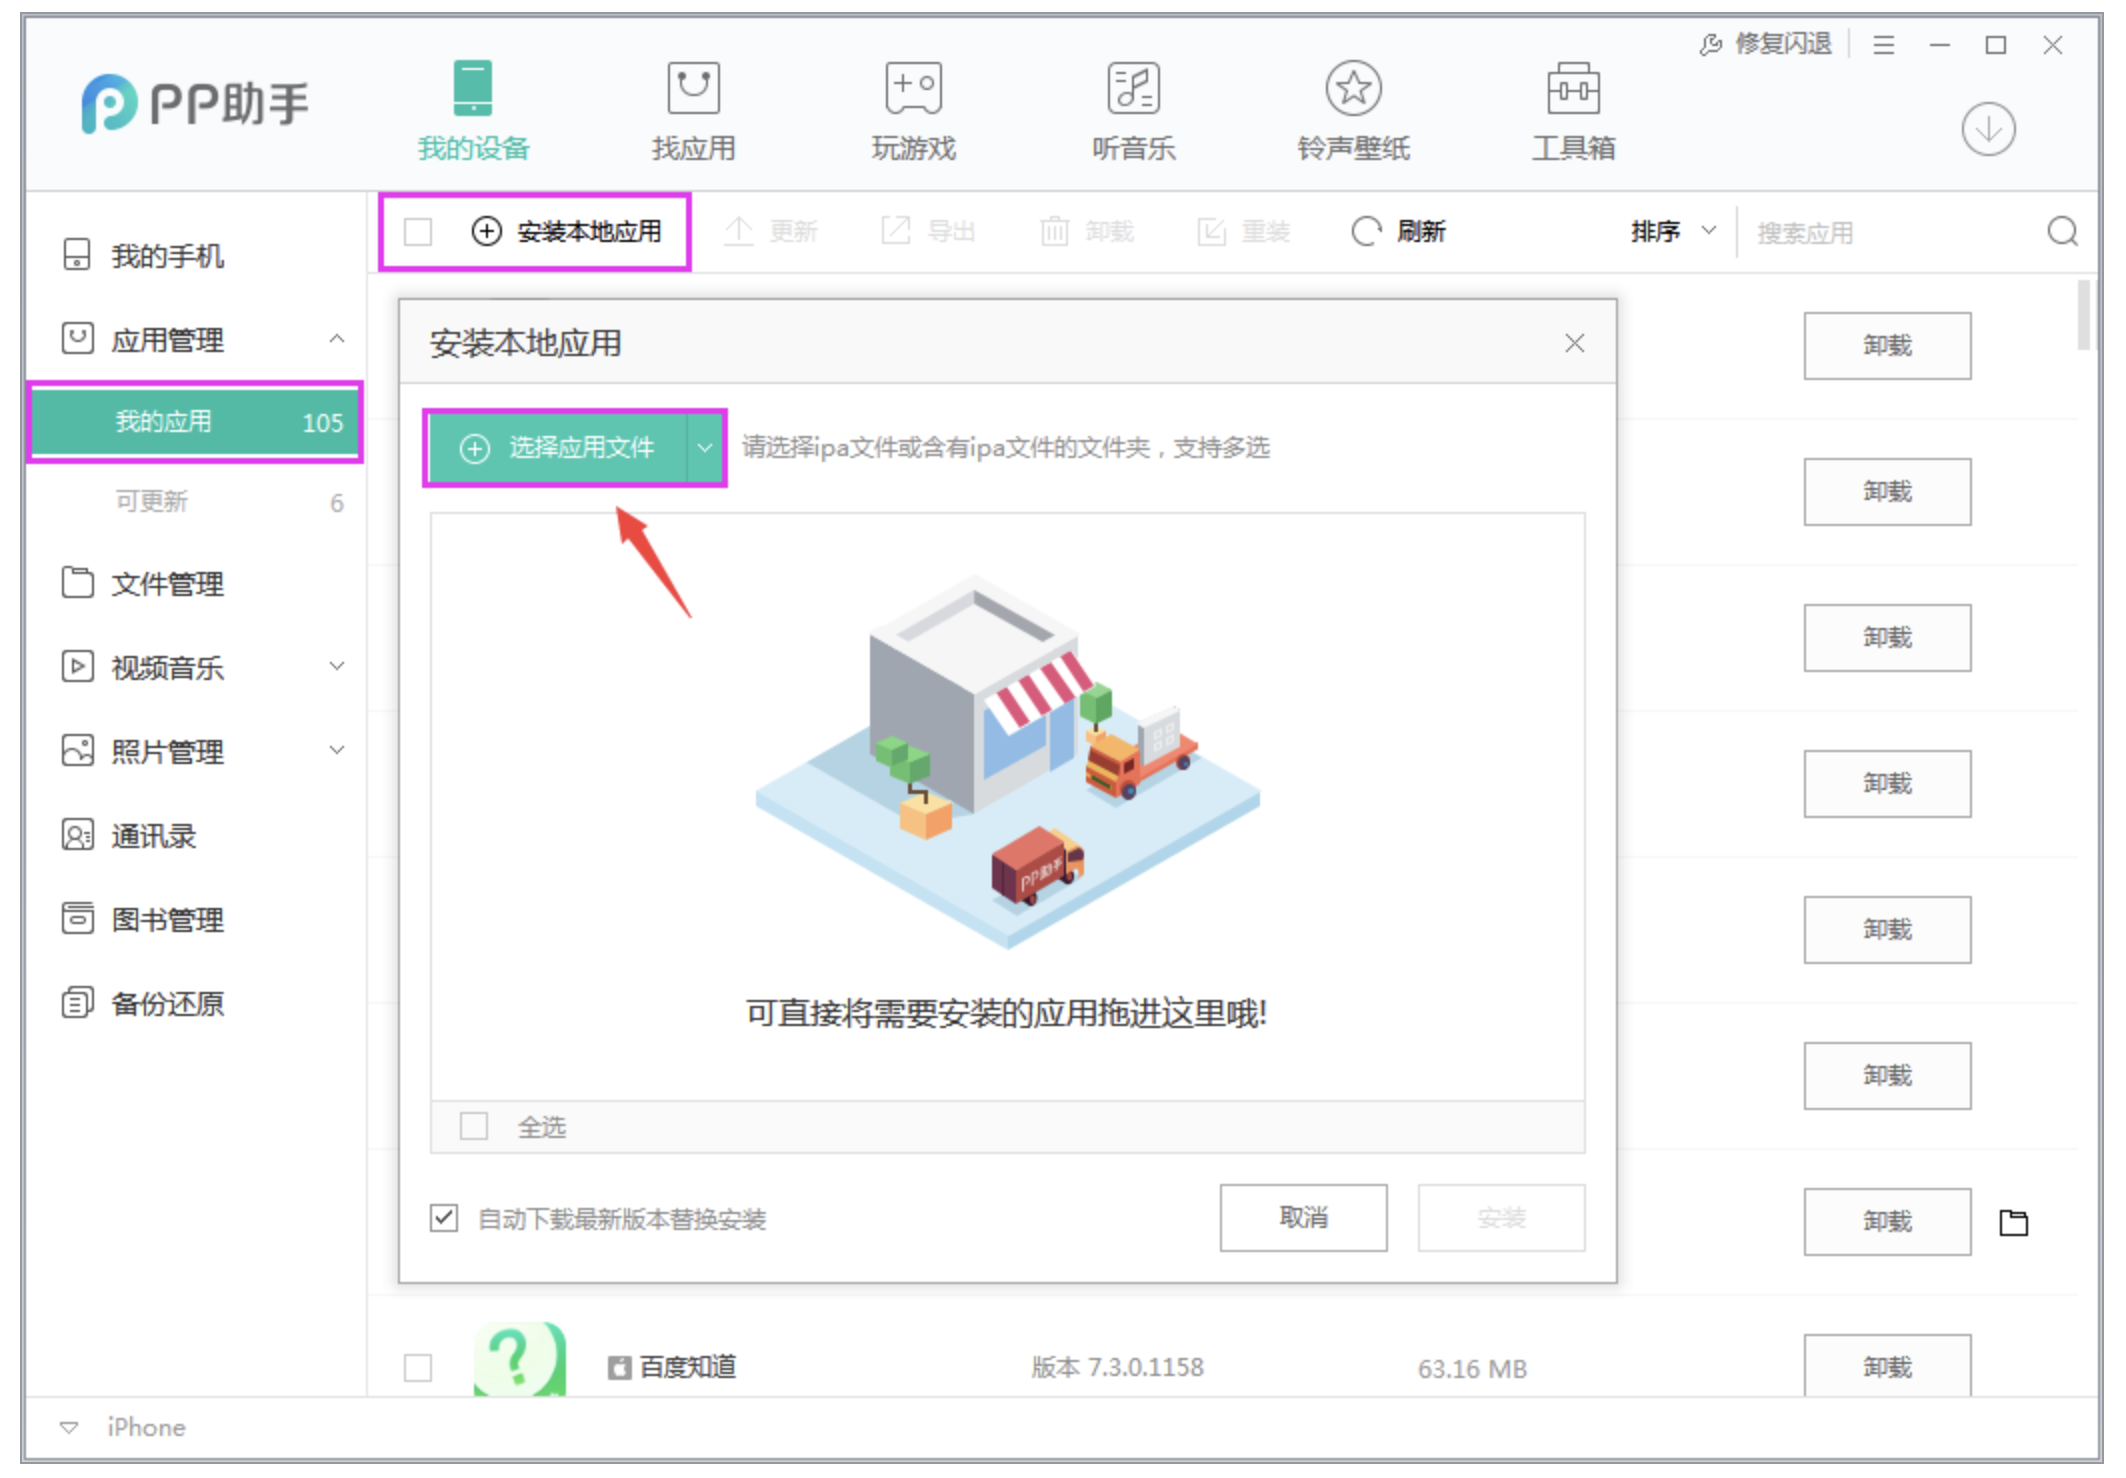 修复闪退
PP助手
我的设备
找应用
玩游戏
听音乐
铃声壁纸
工具箱
我的手机
应用管理
我的应用 105
可更新 6
文件管理
视频音乐
照片管理
通讯录
图书管理
备份还原
安装本地应用 更新 导出 卸载 重装 刷新 排序 搜索应用
安装本地应用
选择应用文件 请选择ipa文件或含有ipa文件的文件夹，支持多选
PP助手
可直接将需要安装的应用拖进这里哦!
全选
自动下载最新版本替换安装 取消 安装
卸载
卸载
卸载
卸载
卸载
卸载
卸载
百度知道 版本 7.3.0.1158 63.16 MB 卸载
iPhone